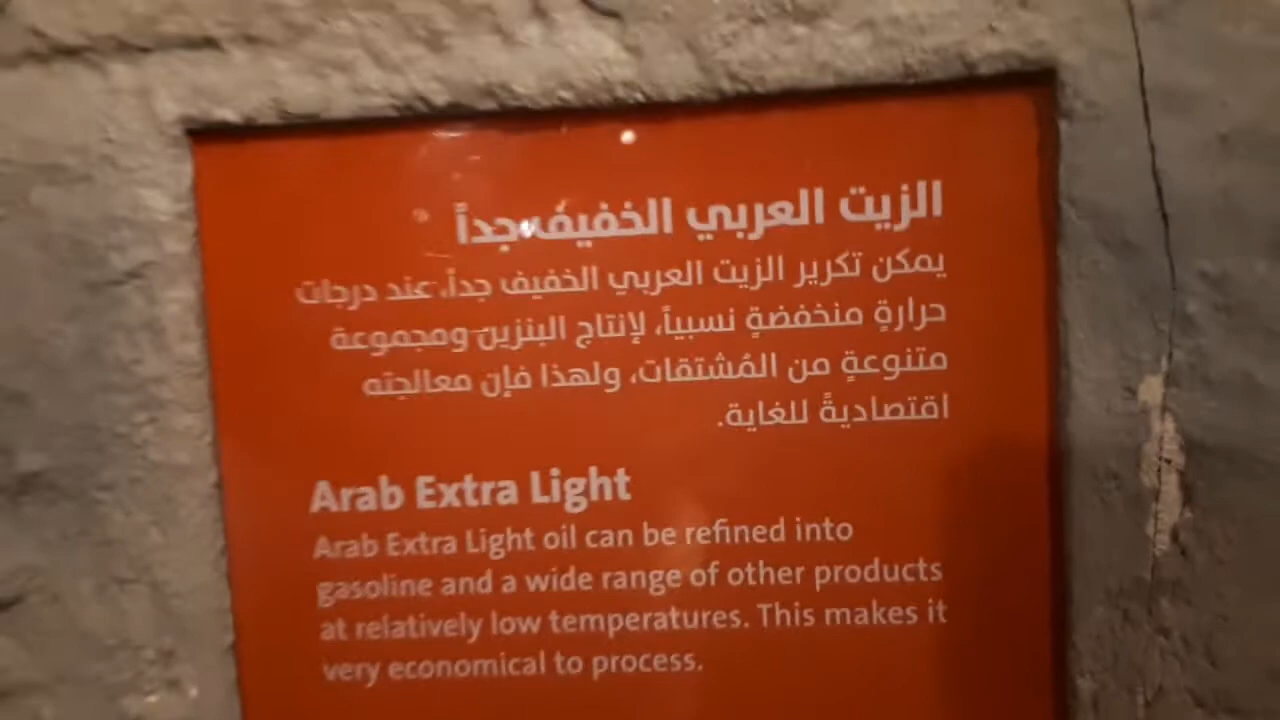 الزيت العربي الخفيف جداً
يمكن تكرير الزيت العربي الخفيف جداً، عند درجات
حرارةٍ منخفضةٍ نسبياً، لإنتاج البنزين ومجموعة
متنوعةٍ من المُشتقات، ولهذا فإن معالجته
اقتصاديةً للغاية.
Arab Extra Light
Arab Extra Light oil can be refined into
gasoline and a wide range of other products
at relatively low temperatures. This makes it
very economical to process.